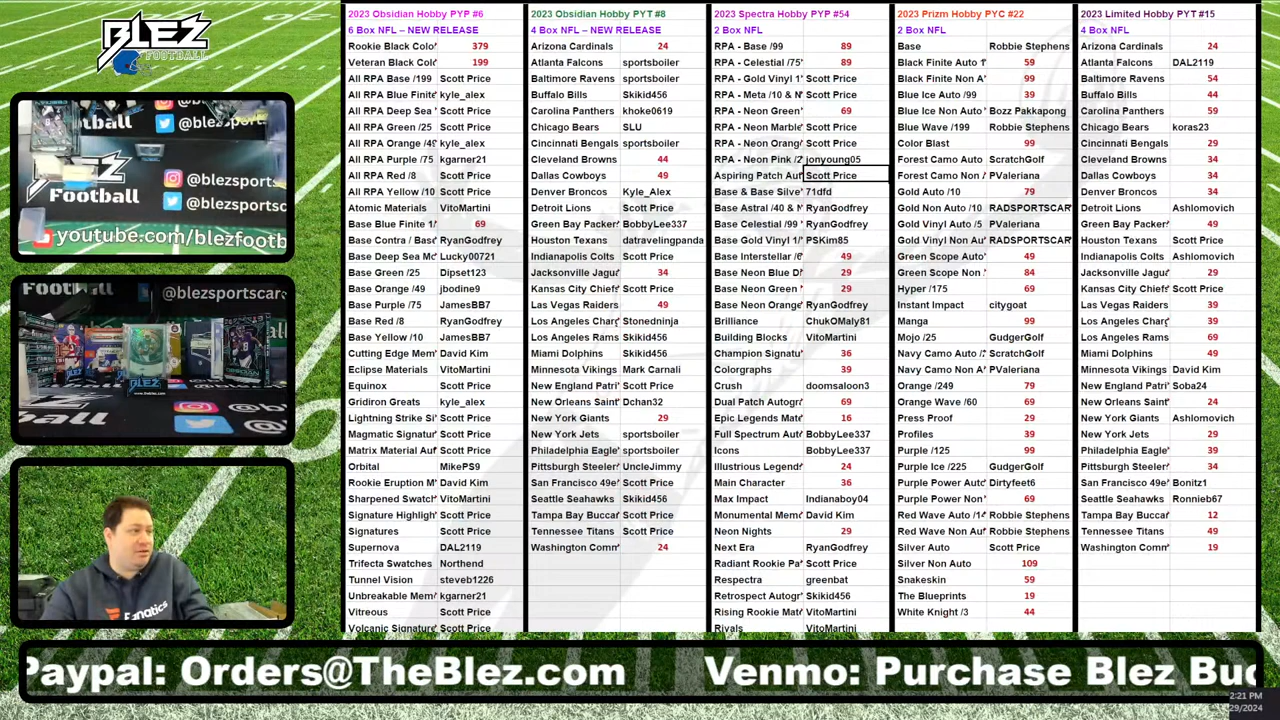 BLEZ
FOOTBALL
@blezsports
Football
@blezsports
youtube.com/blezfootb
@blezsportscar
BLEZ
Fanatics
2023 Obsidian Hobby PYP #6
6 Box NFL – NEW RELEASE
Rookie Black Colo 379
Veteran Black Col 199
All RPA Base /199 Scott Price
All RPA Blue Finite kyle_alex
All RPA Deep Sea Scott Price
All RPA Green /25 Scott Price
All RPA Orange /4 kyle_alex
All RPA Purple /75 kgarner21
All RPA Red /8 Scott Price
All RPA Yellow /10 Scott Price
Atomic Materials VitoMartini
Base Blue Finite 1/ 69
Base Contra / Base RyanGodfrey
Base Deep Sea Mo Lucky00721
Base Green /25 Dipset123
Base Orange /49 jbodine9
Base Purple /75 JamesBB7
Base Red /8 RyanGodfrey
Base Yellow /10 JamesBB7
Cutting Edge Mem David Kim
Eclipse Materials VitoMartini
Equinox Scott Price
Gridiron Greats kyle_alex
Lightning Strike Si Scott Price
Magmatic Signatur Scott Price
Matrix Material Aut Scott Price
Orbital MikePS9
Rookie Eruption M David Kim
Sharpened Swatch VitoMartini
Signature Highligh Scott Price
Signatures Scott Price
Supernova DAL2119
Trifecta Swatches Northend
Tunnel Vision steveb1226
Unbreakable Mem kgarner21
Vitreous Scott Price
Volcanic Signatur Scott Price
2023 Obsidian Hobby PYT #8
4 Box NFL – NEW RELEASE
Arizona Cardinals 24
Atlanta Falcons sportsboiler
Baltimore Ravens sportsboiler
Buffalo Bills Skikid456
Carolina Panthers khoke0619
Chicago Bears SLU
Cincinnati Bengals sportsboiler
Cleveland Browns 44
Dallas Cowboys 49
Denver Broncos Kyle_Alex
Detroit Lions Scott Price
Green Bay Packer BobbyLee337
Houston Texans datravelingpanda
Indianapolis Colts Scott Price
Jacksonville Jagua 34
Kansas City Chiefs Scott Price
Las Vegas Raiders 49
Los Angeles Charg Stonedninja
Los Angeles Rams Skikid456
Miami Dolphins Skikid456
Minnesota Vikings Mark Carnali
New England Patri Scott Price
New Orleans Saint Dchan32
New York Giants 29
New York Jets sportsboiler
Philadelphia Eagle sportsboiler
Pittsburgh Steeler UncleJimmy
San Francisco 49e Scott Price
Seattle Seahawks Skikid456
Tampa Bay Buccar Scott Price
Tennessee Titans Scott Price
Washington Comm 24
2023 Spectra Hobby PYP #54
2 Box NFL
RPA - Base /99 89
RPA - Celestial /75 89
RPA - Gold Vinyl 1 Scott Price
RPA - Meta /10 & N Scott Price
RPA - Neon Green 69
RPA - Neon Marble Scott Price
RPA - Neon Orang Scott Price
RPA - Neon Pink /2 jonyoung05
Aspiring Patch Aut Scott Price
Base & Base Silve 71dfd
Base Astral /40 & N RyanGodfrey
Base Celestial /99 RyanGodfrey
Base Gold Vinyl 1/ PSKim85
Base Interstellar /6 49
Base Neon Blue Di 29
Base Neon Green 29
Base Neon Orange RyanGodfrey
Brilliance ChukOMaly81
Building Blocks VitoMartini
Champion Signatu 36
Colorgraphs 39
Crush doomsaloon3
Dual Patch Autogr 69
Epic Legends Mat 16
Full Spectrum Aut BobbyLee337
Icons BobbyLee337
Illustrious Legend 24
Main Character 36
Max Impact Indianaboy04
Monumental Mem David Kim
Neon Nights 29
Next Era RyanGodfrey
Radiant Rookie Pa Scott Price
Respectra greenbat
Retrospect Autogr Scott Price
Rising Rookie Mat VitoMartini
Rivals VitoMartini
2023 Prizm Hobby PYC #22
2 Box NFL
Base Robbie Stephens
Black Finite Auto 1 59
Black Finite Non A 99
Blue Ice Auto /99 39
Blue Ice Non Auto Bozz Pakkapong
Blue Wave /199 Robbie Stephens
Color Blast 99
Forest Camo Auto ScratchGolf
Forest Camo Non PValeriana
Gold Auto /10 79
Gold Non Auto /10 RADSPORTSCAR
Gold Vinyl Auto /5 PValeriana
Gold Vinyl Non Au RADSPORTSCAR
Green Scope Auto 49
Green Scope Non 84
Hyper /175 69
Instant Impact citygoat
Manga 99
Mojo /25 GudgerGolf
Navy Camo Auto / ScratchGolf
Navy Camo Non A PValeriana
Orange /249 79
Orange Wave /60 69
Press Proof 29
Profiles 39
Purple /125 99
Purple Ice /225 GudgerGolf
Purple Power Auto Dirtyfeet6
Purple Power Non 69
Red Wave Auto /14 Robbie Stephens
Red Wave Non Aut Robbie Stephens
Silver Auto Scott Price
Silver Non Auto 109
Snakeskin 59
The Blueprints 19
White Knight /3 44
2023 Limited Hobby PYT #15
4 Box NFL
Arizona Cardinals 24
Atlanta Falcons DAL2119
Baltimore Ravens 54
Buffalo Bills 44
Carolina Panthers 59
Chicago Bears koras23
Cincinnati Bengals 29
Cleveland Browns 34
Dallas Cowboys 34
Denver Broncos 34
Detroit Lions Ashlomovich
Green Bay Packer 49
Houston Texans Scott Price
Indianapolis Colts Ashlomovich
Jacksonville Jagua 29
Kansas City Chiefs Scott Price
Las Vegas Raiders 39
Los Angeles Charg 39
Los Angeles Rams 69
Miami Dolphins 49
Minnesota Vikings David Kim
New England Patri Soba24
New Orleans Saint 24
New York Giants Ashlomovich
New York Jets 29
Philadelphia Eagle 39
Pittsburgh Steeler 34
San Francisco 49e Bonitz1
Seattle Seahawks Ronnieb67
Tampa Bay Buccar 12
Tennessee Titans 49
Washington Comm 19
Paypal: Orders@TheBlez.com Venmo: Purchase Blez Buc
2:21 PM
/29/2024